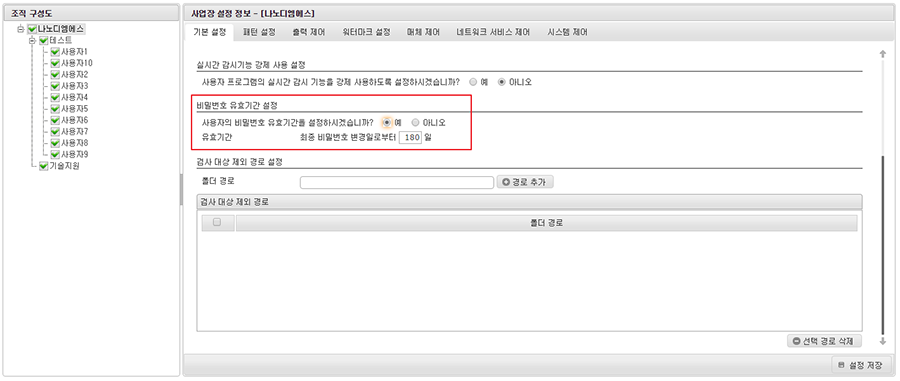 조직 구성도
나노디엠에스
테스트
사용자1
사용자10
사용자2
사용자3
사용자4
사용자5
사용자6
사용자7
사용자8
사용자9
기술지원
사업장 설정 정보 - [나노디엠에스]
기본 설정 패턴 설정 출력 제어 워터마크 설정 매체 제어 네트워크 서비스 제어 시스템 제어
실시간 감시기능 강제 사용 설정
사용자 프로그램의 실시간 감시 기능을 강제 사용하도록 설정하시겠습니까? 예 아니오
비밀번호 유효기간 설정
사용자의 비밀번호 유효기간을 설정하시겠습니까? 예 아니오
유효기간 최종 비밀번호 변경일로부터 180 일
검사 대상 제외 경로 설정
폴더 경로 경로 추가
검사 대상 제외 경로
폴더 경로
선택 경로 삭제
설정 저장